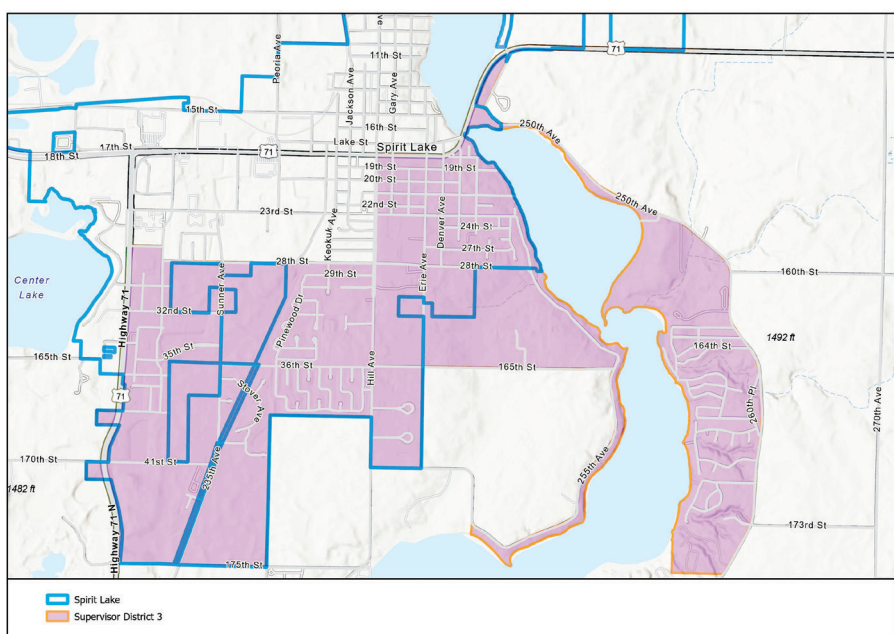 71
11th St
Peoria Ave
Jackson Ave
Gary Ave
15th St
16th St
250th Ave
17th St
Lake St
Spirit Lake
18th St
71
19th St
19th St
20th St
22nd St
23rd St
Keokuk Ave
Denver Ave
24th St
250th Ave
27th St
28th St
28th St
29th St
Erie Ave
160th St
Center
Lake
Highway 71
32nd St
Sunner Ave
Pinewood Dr
35th St
164th St
1492 ft
165th St
36th St
Hill Ave
165th St
71
Stover Ave
260th Pl
270th Ave
170th St
41st St
235th Ave
255th Ave
1482 ft
Highway 71 N
173rd St
175th St
Spirit Lake
Supervisor District 3